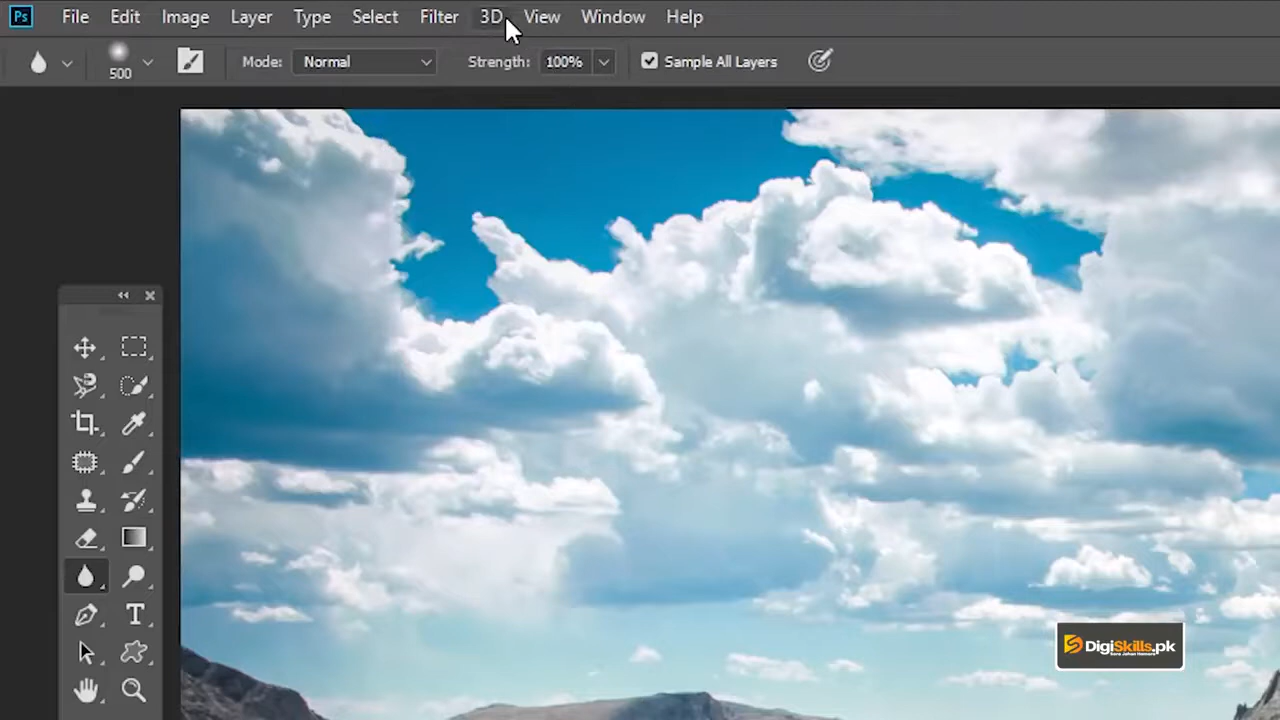 Ps File Edit Image Layer Type Select Filter 3D View Window Help
500 Mode: Normal Strength: 100% Sample All Layers
T
DigiSkills.pk